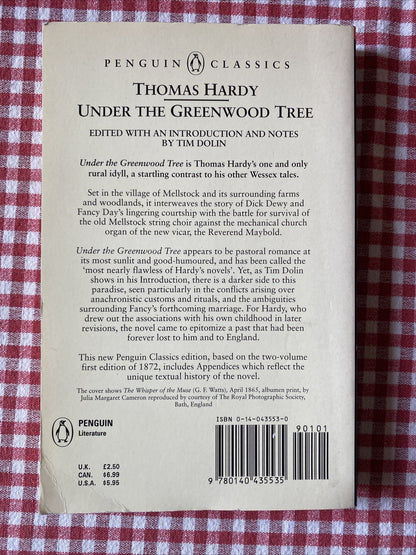 PENGUIN CLASSICS
THOMAS HARDY
UNDER THE GREENWOOD TREE
EDITED WITH AN INTRODUCTION AND NOTES
BY TIM DOLIN
Under the Greenwood Tree is Thomas Hardy's one and only
rural idyll, a startling contrast to his other Wessex tales.
Set in the village of Mellstock and its surrounding farms
and woodlands, it interweaves the story of Dick Dewy and
Fancy Day's lingering courtship with the battle for survival of
the old Mellstock string choir against the mechanical church
organ of the new vicar, the Reverend Maybold.
Under the Greenwood Tree appears to be pastoral romance at
its most sunlit and good-humoured, and has been called the
'most nearly flawless of Hardy's novels'. Yet, as Tim Dolin
shows in his Introduction, there is a darker side to this
paradise, seen particularly in the conflicts arising over
anachronistic customs and rituals, and the ambiguities
surrounding Fancy's forthcoming marriage. For Hardy, who
drew out the associations with his own childhood in later
revisions, the novel came to epitomize a past that had been
forever lost to him and to England.
This new Penguin Classics edition, based on the two-volume
first edition of 1872, includes Appendices which reflect the
unique textual history of the novel.
The cover shows The Whisper of the Muse (G. F. Watts), April 1865, albumen print, by
Julia Margaret Cameron reproduced by courtesy of The Royal Photographic Society,
Bath, England
PENGUIN
Literature
U.K. £2.50
CAN. $6.99
U.S.A. $5.95
ISBN 0-14-043553-0
90101
9 780140 435535